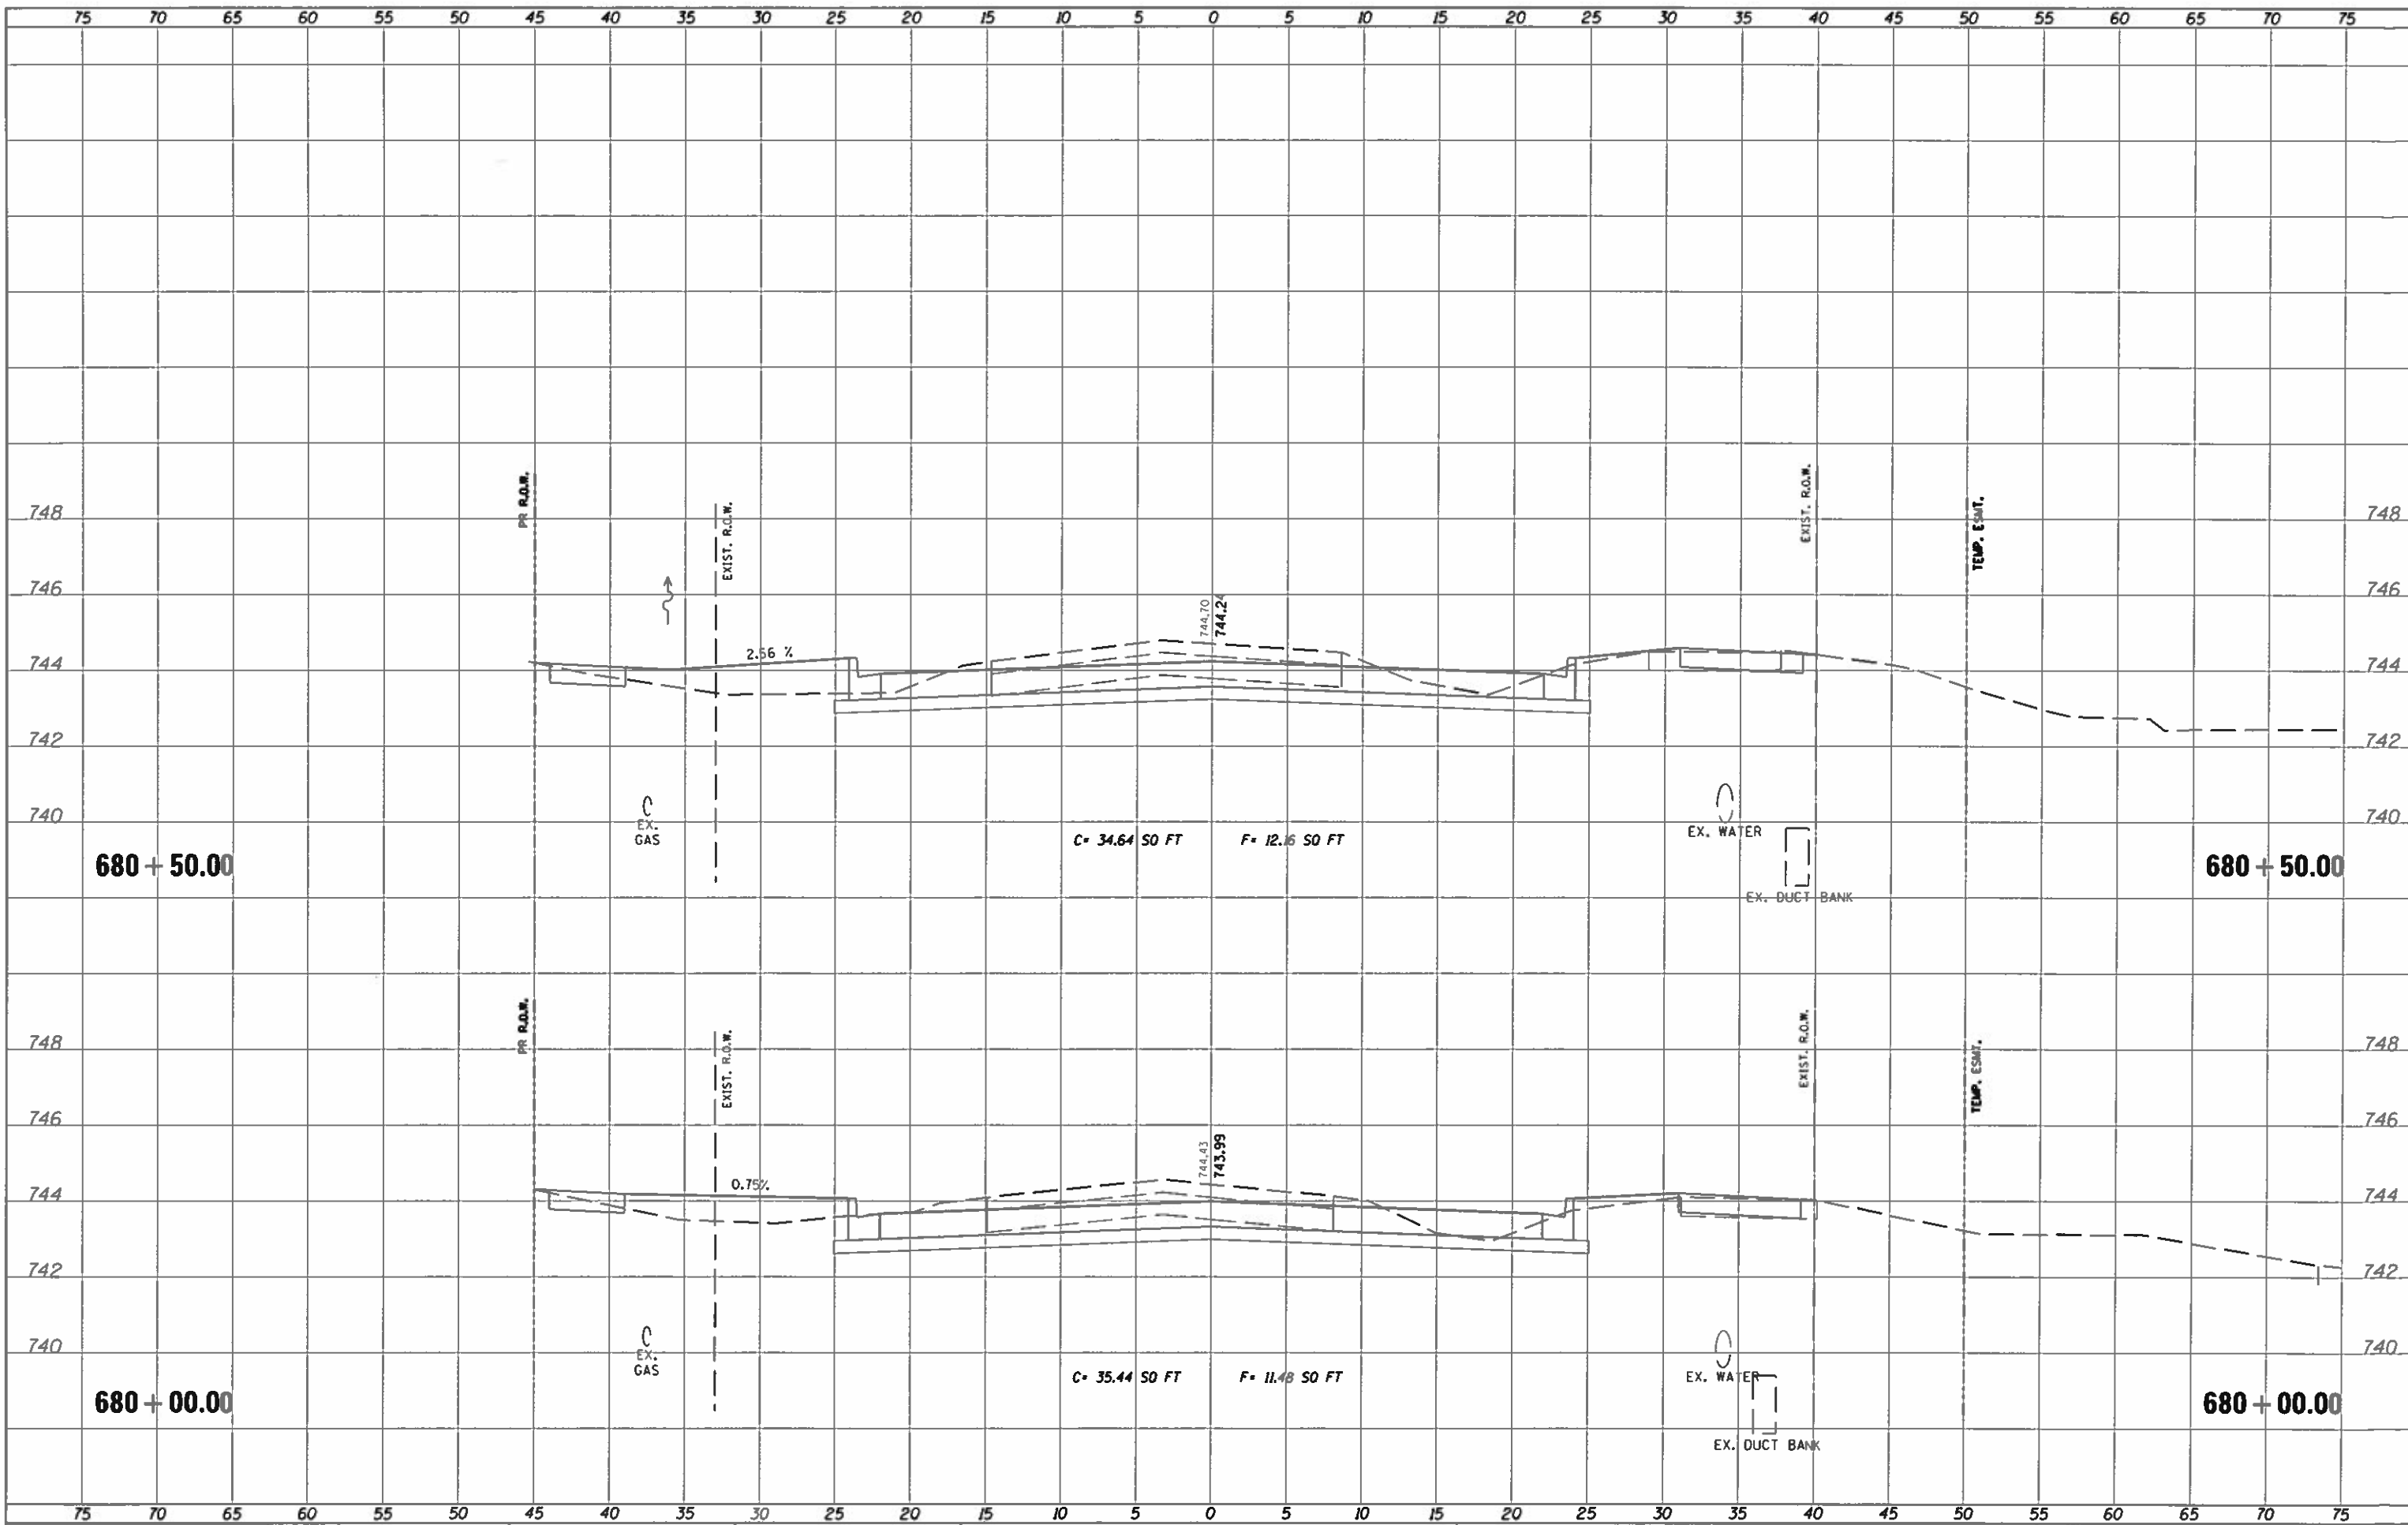 75 70 65 60 55 50 45 40 35 30 25 20 15 10 5 0 5 10 15 20 25 30 35 40 45 50 55 60 65 70 75
PR R.O.W.
EXIST. R.O.W.
EXIST. R.O.W.
TEMP. ESMT.
748 748
746 746
744.70
744.24
2.56 %
744 744
742 742
740 740
EX.
GAS
C= 34.64 SQ FT F= 12.16 SQ FT
EX. WATER
680 + 50.00 680 + 50.00
EX. DUCT BANK
PR R.O.W.
EXIST. R.O.W.
EXIST. R.O.W.
TEMP. ESMT.
748 748
746 746
744.43
743.99
0.75%
744 744
742 742
740 740
EX.
GAS
C= 35.44 SQ FT F= 11.48 SQ FT
EX. WATER
680 + 00.00 680 + 00.00
EX. DUCT BANK
75 70 65 60 55 50 45 40 35 30 25 20 15 10 5 0 5 10 15 20 25 30 35 40 45 50 55 60 65 70 75